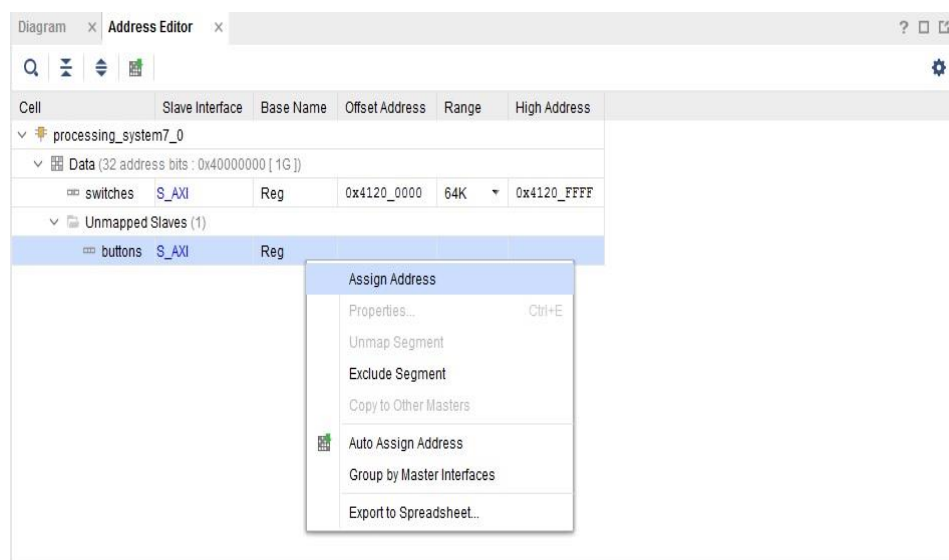 Diagram × Address Editor × ?
Cell Slave Interface Base Name Offset Address Range High Address
processing_system7_0
Data (32 address bits : 0x40000000 [ 1G ])
switches S_AXI Reg 0x4120_0000 64K 0x4120_FFFF
Unmapped Slaves (1)
buttons S_AXI Reg
Assign Address
Properties... Ctrl+E
Unmap Segment
Exclude Segment
Copy to Other Masters
Auto Assign Address
Group by Master Interfaces
Export to Spreadsheet...